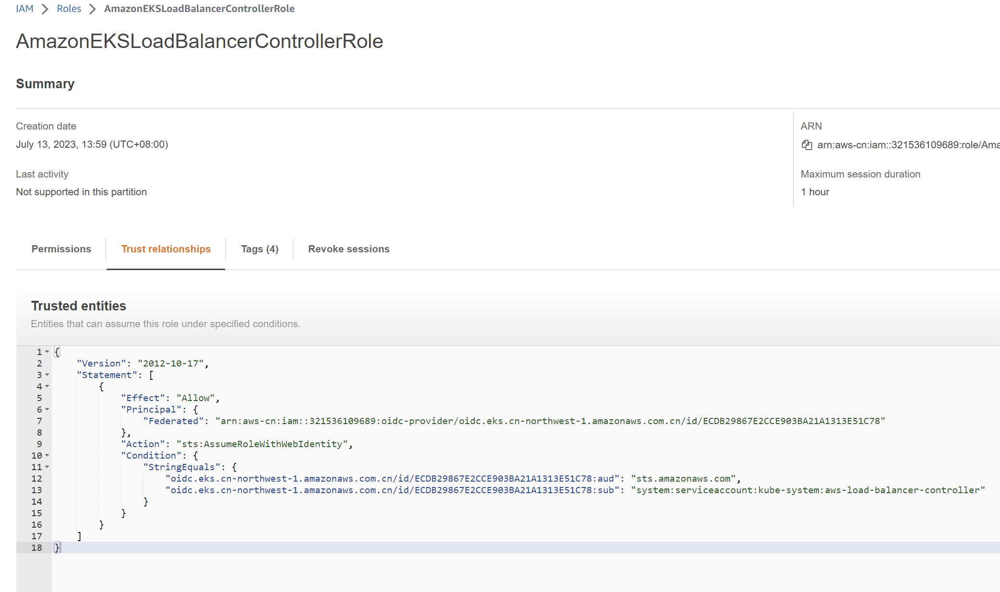 IAM > Roles > AmazonEKSLoadBalancerControllerRole
AmazonEKSLoadBalancerControllerRole
Summary
Creation date
July 13, 2023, 13:59 (UTC+08:00)
ARN
arn:aws-cn:iam::321536109689:role/Ama
Last activity
Not supported in this partition
Maximum session duration
1 hour
Permissions Trust relationships Tags (4) Revoke sessions
Trusted entities
Entities that can assume this role under specified conditions.
1 {
2 "Version": "2012-10-17",
3 "Statement": [
4 {
5 "Effect": "Allow",
6 "Principal": {
7 "Federated": "arn:aws-cn:iam::321536109689:oidc-provider/oidc.eks.cn-northwest-1.amazonaws.com.cn/id/ECDB29867E2CCE903BA21A1313E51C78"
8 },
9 "Action": "sts:AssumeRoleWithWebIdentity",
10 "Condition": {
11 "StringEquals": {
12 "oidc.eks.cn-northwest-1.amazonaws.com.cn/id/ECDB29867E2CCE903BA21A1313E51C78:aud": "sts.amazonaws.com",
13 "oidc.eks.cn-northwest-1.amazonaws.com.cn/id/ECDB29867E2CCE903BA21A1313E51C78:sub": "system:serviceaccount:kube-system:aws-load-balancer-controller"
14 }
15 }
16 }
17 ]
18 }